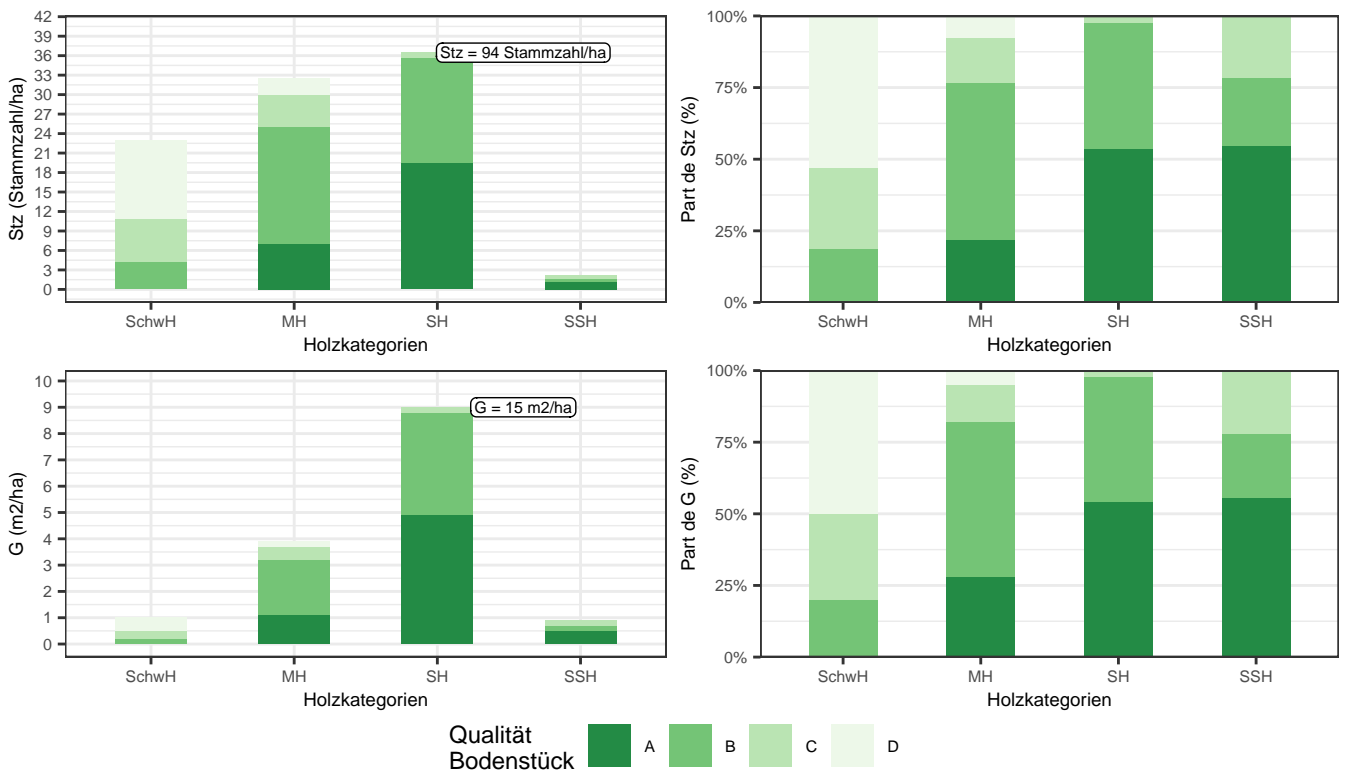 42
39
36
33
30
27
24
21
18
15
12
9
6
3
0
Stz (Stammzahl/ha)
Stz = 94 Stammzahl/ha
SchwH MH SH SSH
Holzkategorien
100%
75%
50%
25%
0%
Part de Stz (%)
SchwH MH SH SSH
Holzkategorien
10
9
8
7
6
5
4
3
2
1
0
G (m2/ha)
G = 15 m2/ha
SchwH MH SH SSH
Holzkategorien
100%
75%
50%
25%
0%
Part de G (%)
SchwH MH SH SSH
Holzkategorien
Qualität
Bodenstück
A B C D